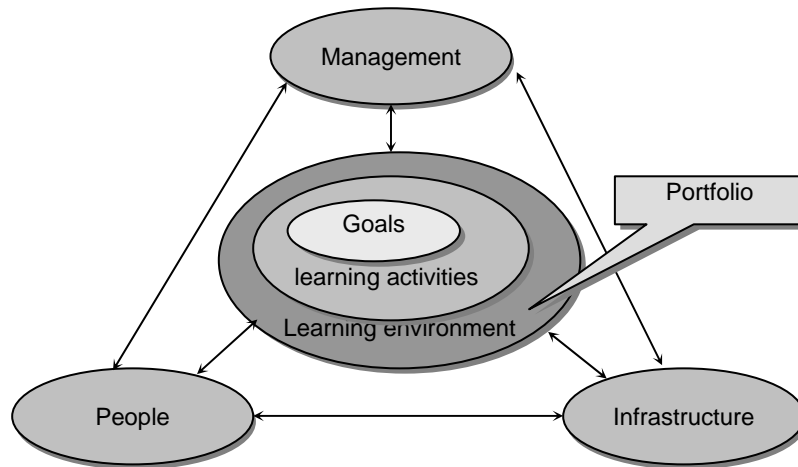 Management
Portfolio
Goals
learning activities
Learning environment
People
Infrastructure